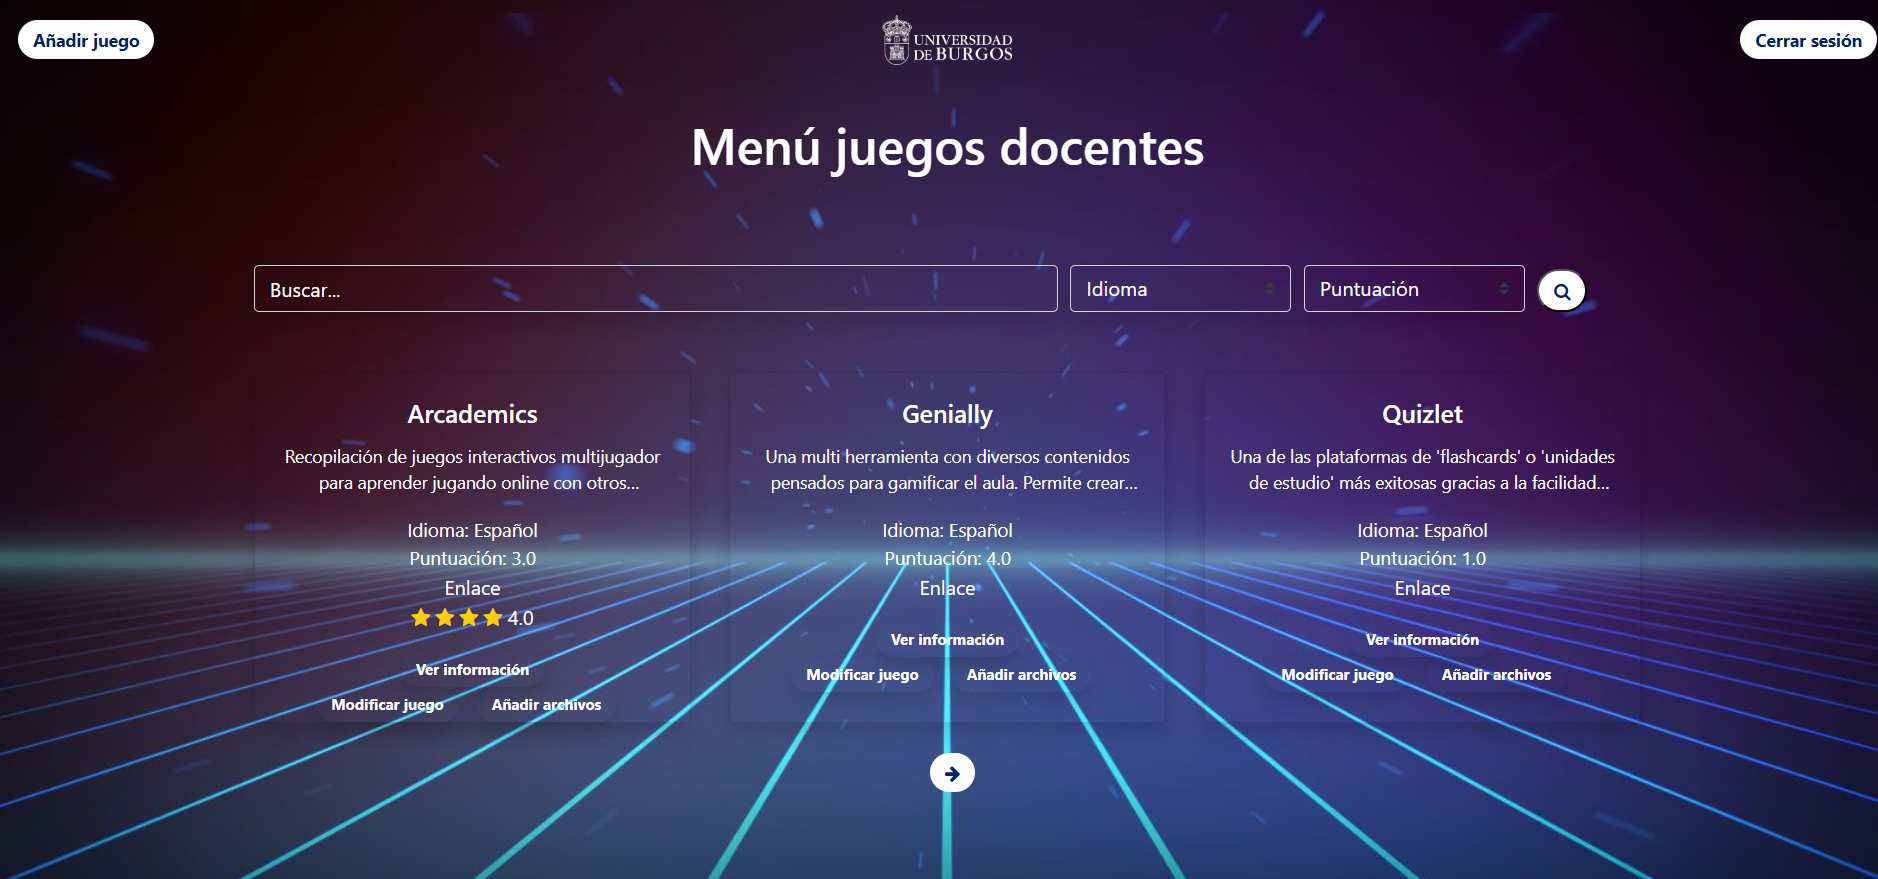 Añadir juego
UNIVERSIDAD
DE BURGOS
Cerrar sesión
Menú juegos docentes
Buscar...
Idioma
Puntuación
Arcademics
Recopilación de juegos interactivos multijugador
para aprender jugando online con otros...
Idioma: Español
Puntuación: 3.0
Enlace
4.0
Ver información
Modificar juego
Añadir archivos
Genially
Una multi herramienta con diversos contenidos
pensados para gamificar el aula. Permite crear...
Idioma: Español
Puntuación: 4.0
Enlace
Ver información
Modificar juego
Añadir archivos
Quizlet
Una de las plataformas de 'flashcards' o 'unidades
de estudio' más exitosas gracias a la facilidad...
Idioma: Español
Puntuación: 1.0
Enlace
Ver información
Modificar juego
Añadir archivos